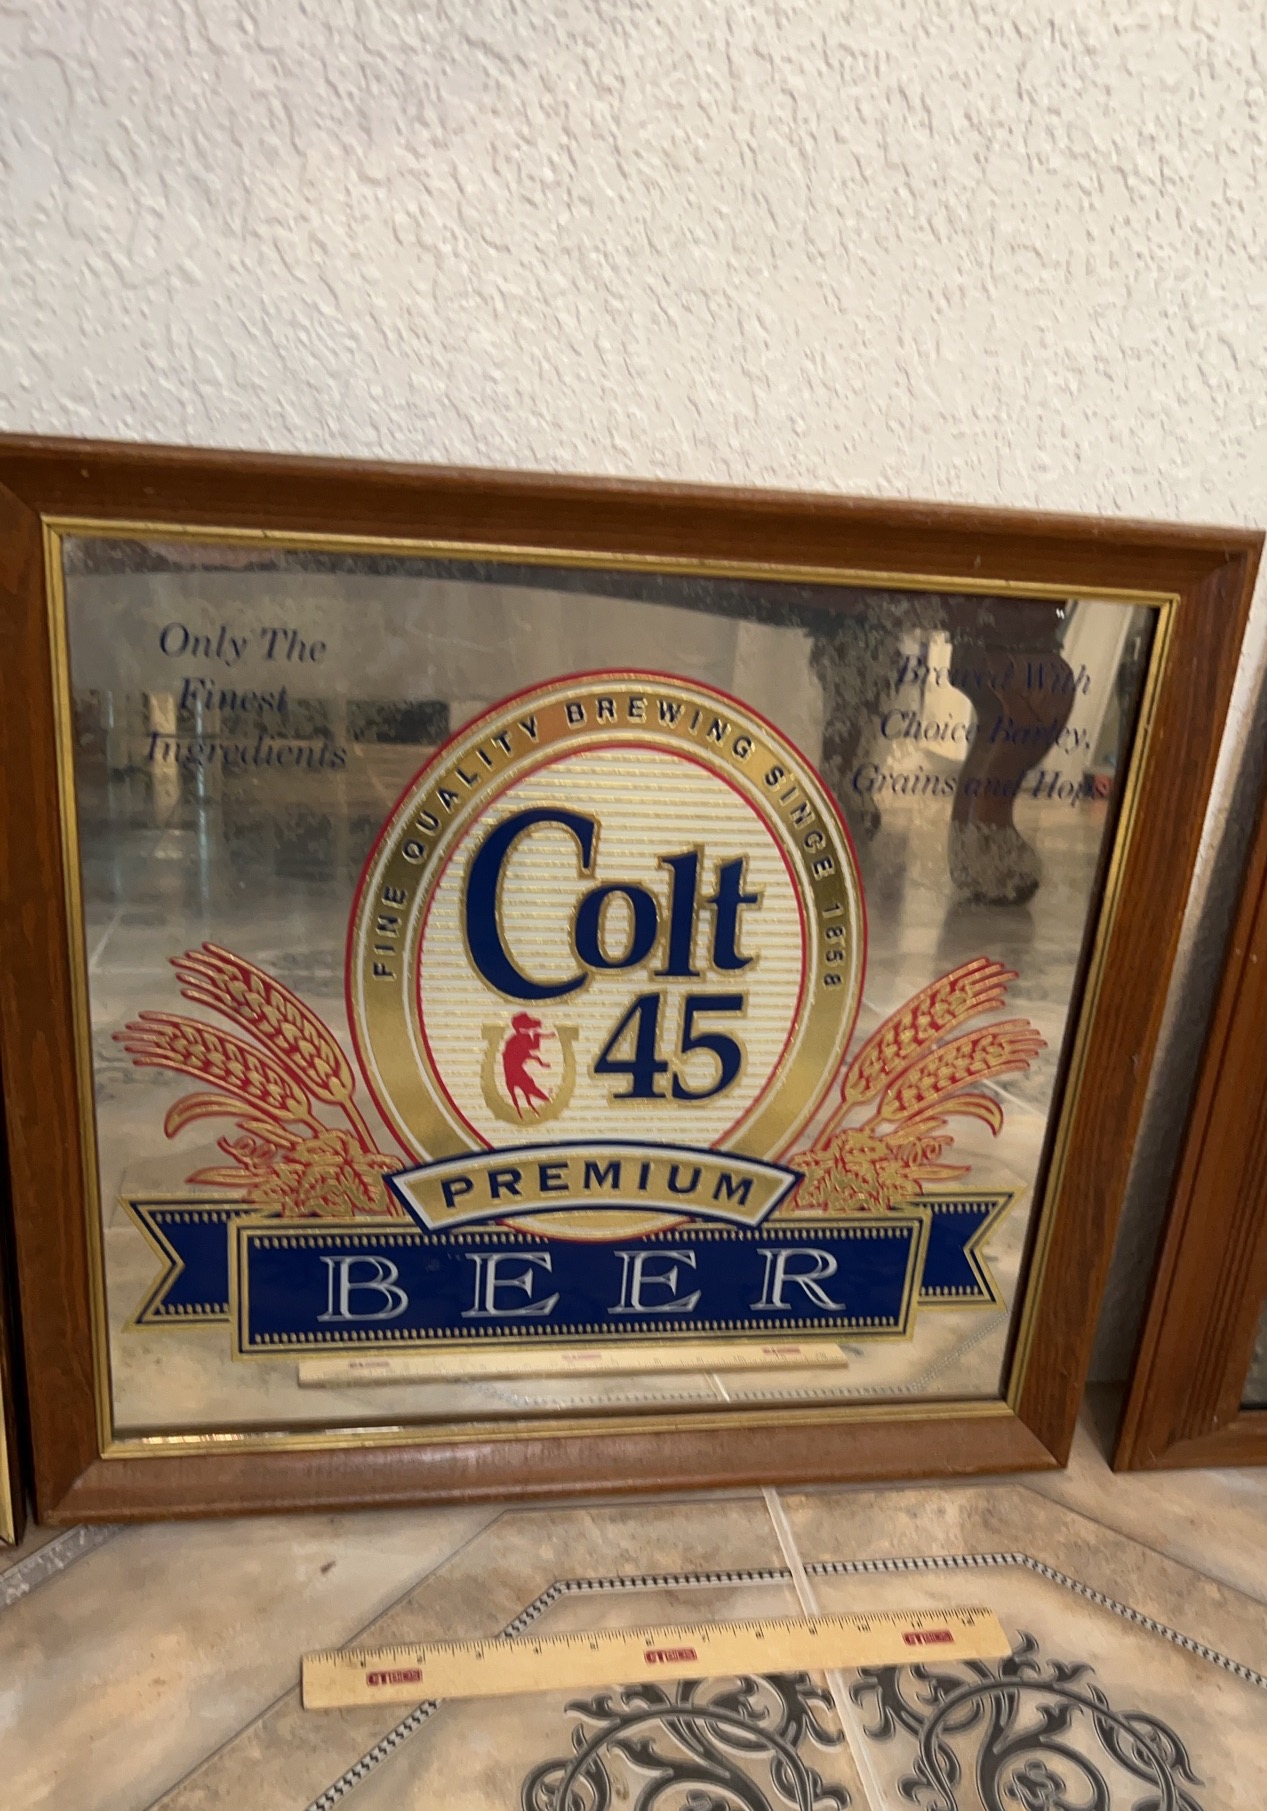 Only The
Finest
Ingredients
Brewed With
Choice Barley,
Grains and Hops
FINE QUALITY BREWING SINCE 1858
Colt
45
PREMIUM
BEER